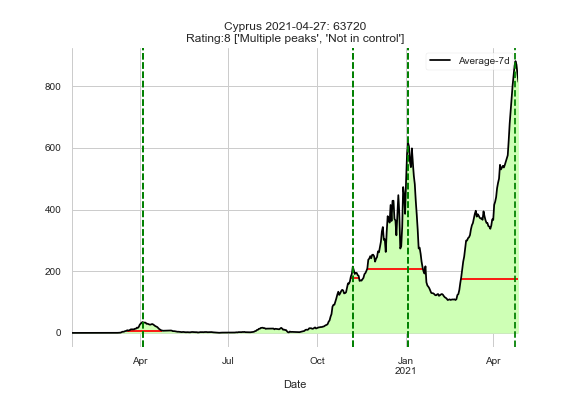 Cyprus 2021-04-27: 63720
Rating:8 ['Multiple peaks', 'Not in control']
Average-7d
800
600
400
200
0
Apr
Jul
Oct
Jan
2021
Apr
Date